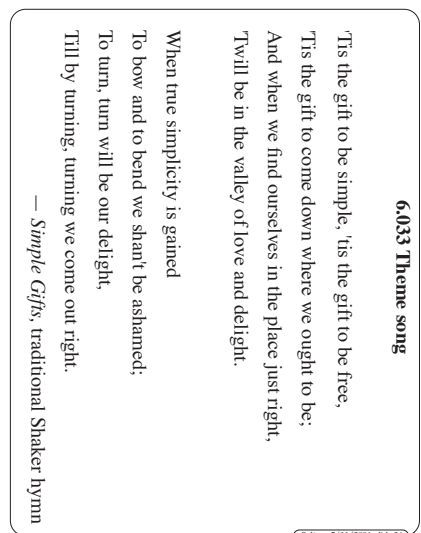 6.033 Theme song
'Tis the gift to be simple, 'tis the gift to be free,
'Tis the gift to come down where we ought to be;
And when we find ourselves in the place just right,
'Twill be in the valley of love and delight.
When true simplicity is gained
To bow and to bend we shan't be ashamed;
To turn, turn will be our delight,
Till by turning, turning we come out right.
— Simple Gifts, traditional Shaker hymn